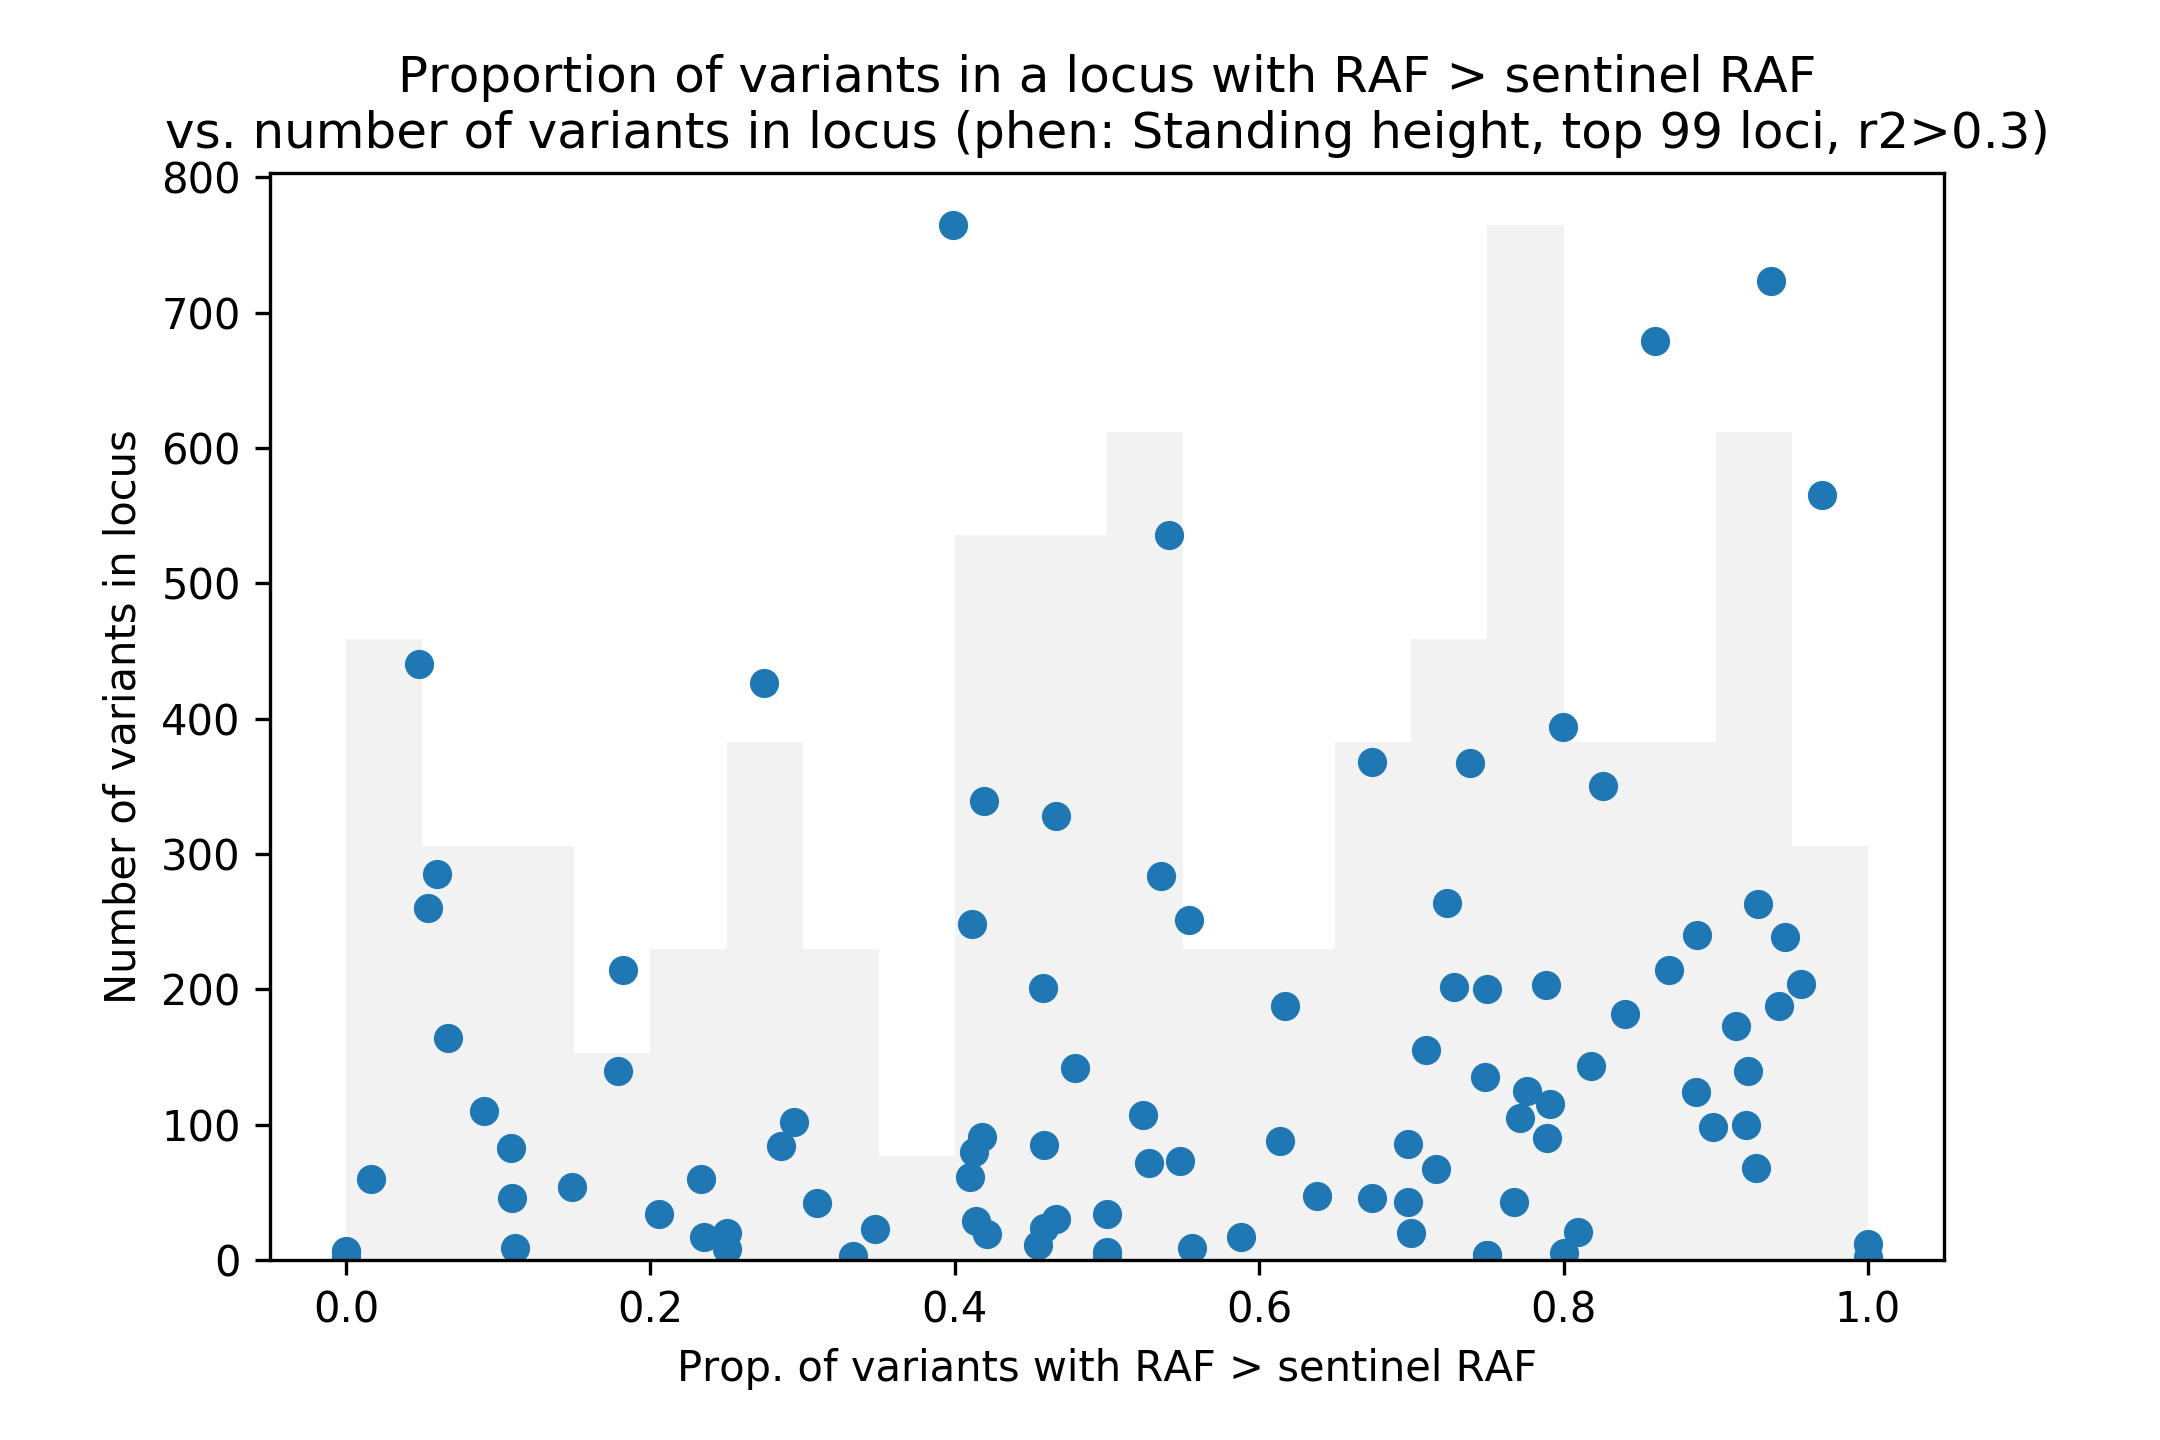 Proportion of variants in a locus with RAF > sentinel RAF
vs. number of variants in locus (phen: Standing height, top 99 loci, r2>0.3)
800
700
600
500
400
300
200
100
0
Number of variants in locus
0.0 0.2 0.4 0.6 0.8 1.0
Prop. of variants with RAF > sentinel RAF